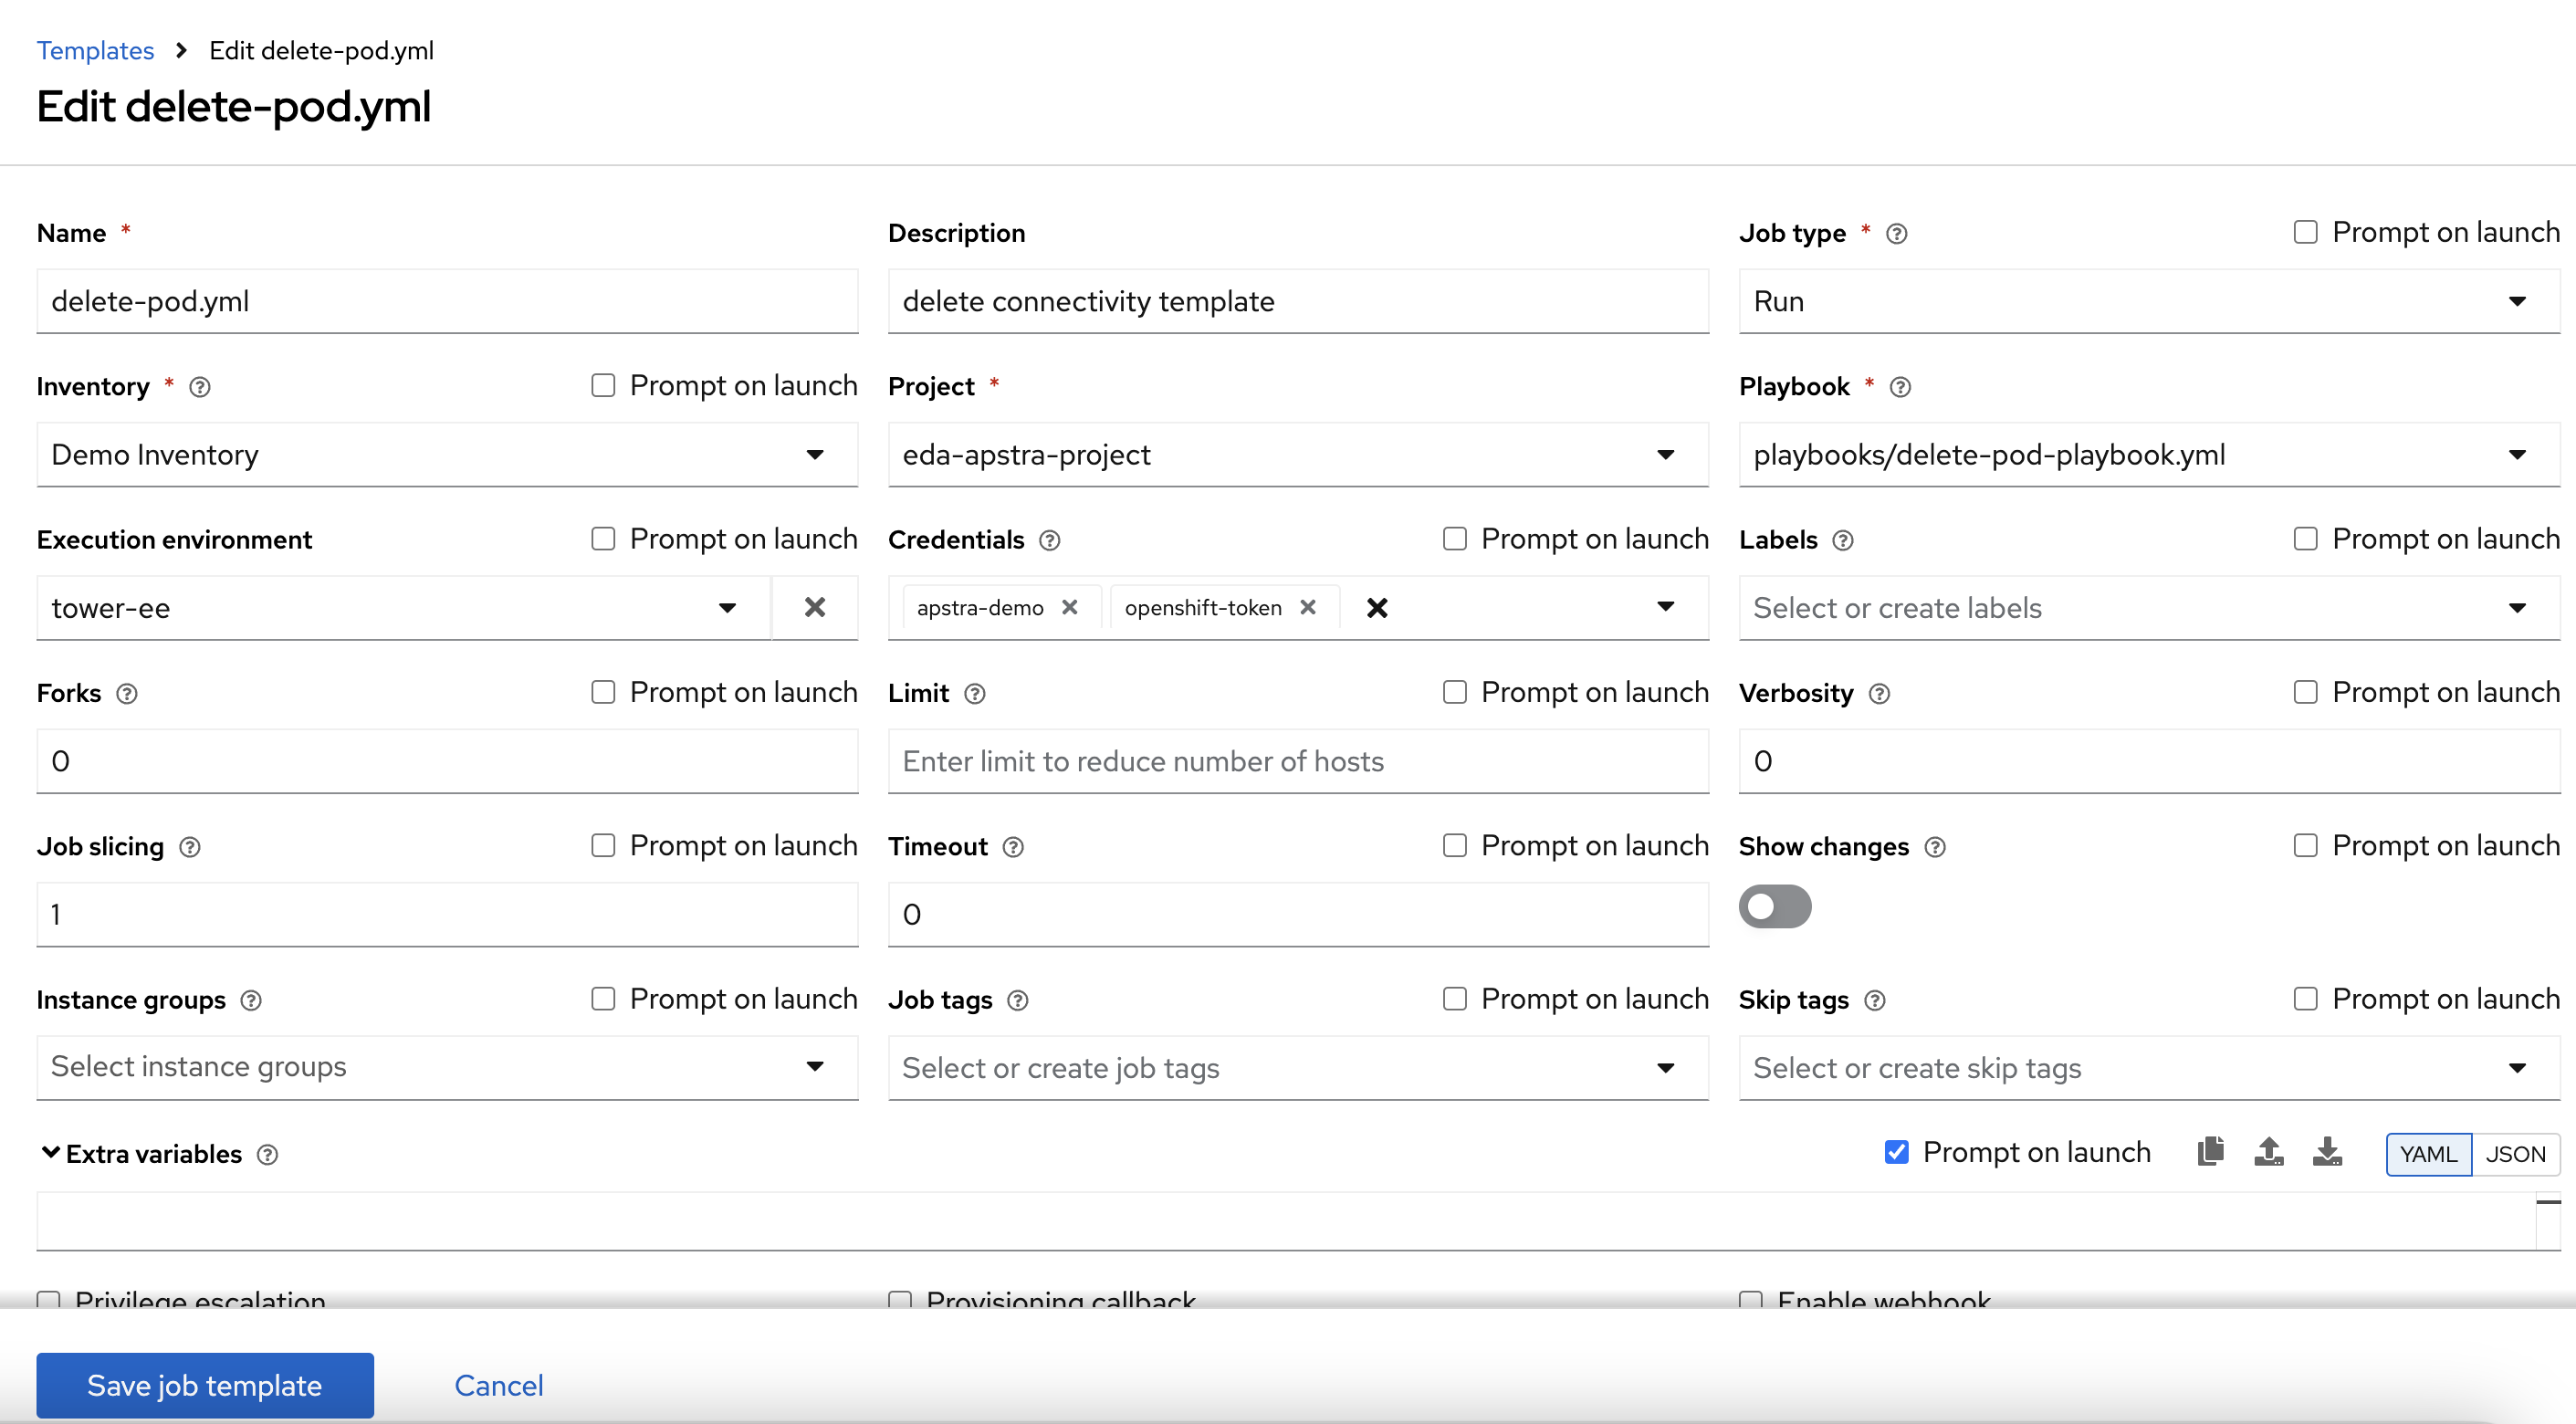 Templates > Edit delete-pod.yml
Edit delete-pod.yml
Name *
Description
Job type * Prompt on launch
delete-pod.yml
delete connectivity template
Run
Inventory * Prompt on launch
Project *
Playbook *
Demo Inventory
eda-apstra-project
playbooks/delete-pod-playbook.yml
Execution environment Prompt on launch
Credentials Prompt on launch
Labels Prompt on launch
tower-ee
apstra-demo openshift-token
Select or create labels
Forks Prompt on launch
Limit Prompt on launch
Verbosity Prompt on launch
0
Enter limit to reduce number of hosts
0
Job slicing Prompt on launch
Timeout Prompt on launch
Show changes Prompt on launch
1
0
Instance groups Prompt on launch
Job tags Prompt on launch
Skip tags Prompt on launch
Select instance groups
Select or create job tags
Select or create skip tags
Extra variables Prompt on launch YAML JSON
Privilege escalation
Provisioning callback
Enable webhook
Save job template Cancel